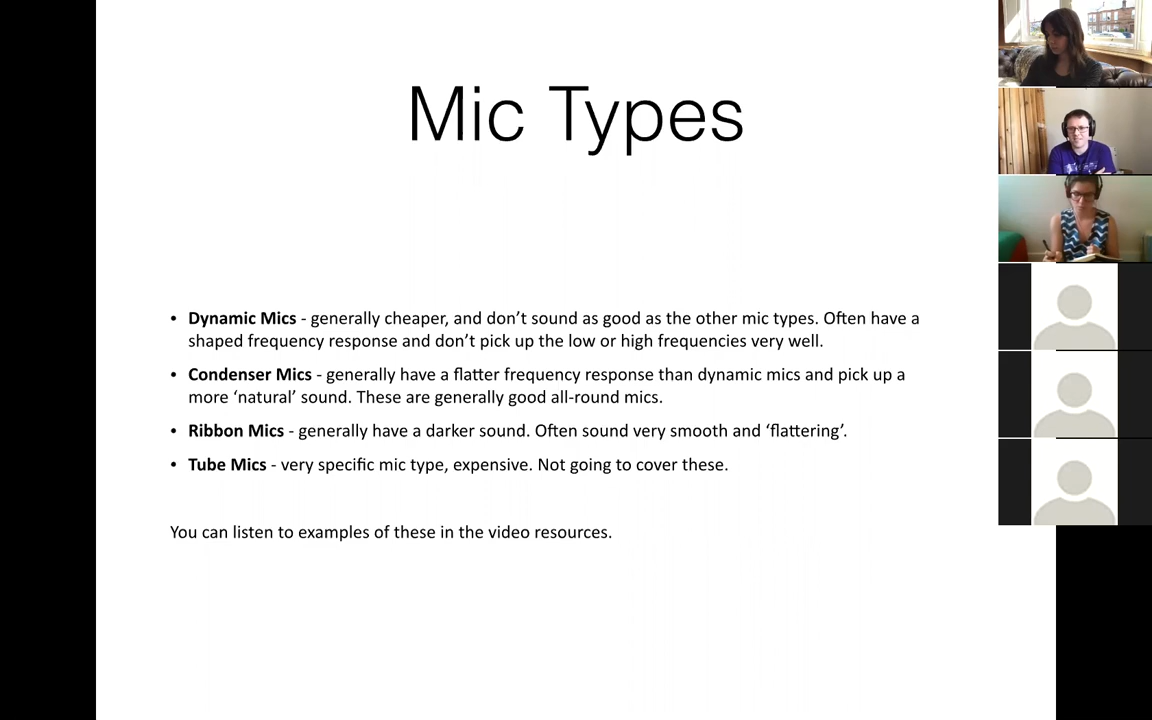 Mic Types
• Dynamic Mics - generally cheaper, and don’t sound as good as the other mic types. Often have a
shaped frequency response and don’t pick up the low or high frequencies very well.
• Condenser Mics - generally have a flatter frequency response than dynamic mics and pick up a
more ‘natural’ sound. These are generally good all-round mics.
• Ribbon Mics - generally have a darker sound. Often sound very smooth and ‘flattering’.
• Tube Mics - very specific mic type, expensive. Not going to cover these.
You can listen to examples of these in the video resources.